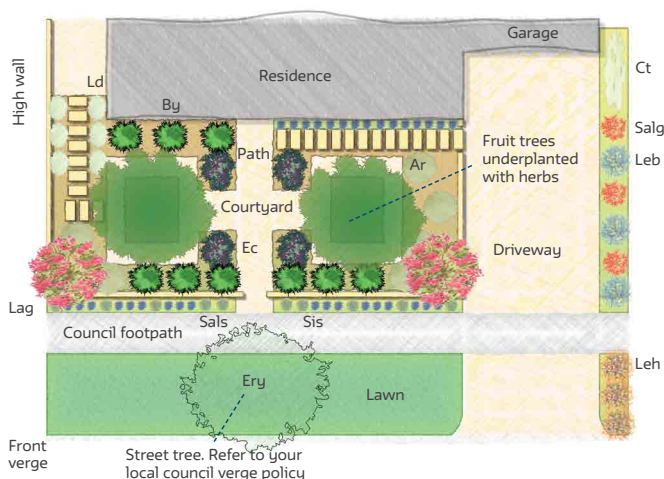 Garage
High wall
Residence
Ct
Ld
By
Salg
Path
Fruit trees
underplanted
with herbs
Leb
Ar
Courtyard
Ec
Driveway
Lag
Sals
Sis
Council footpath
Leh
Ery
Lawn
Front
verge
Street tree. Refer to your
local council verge policy